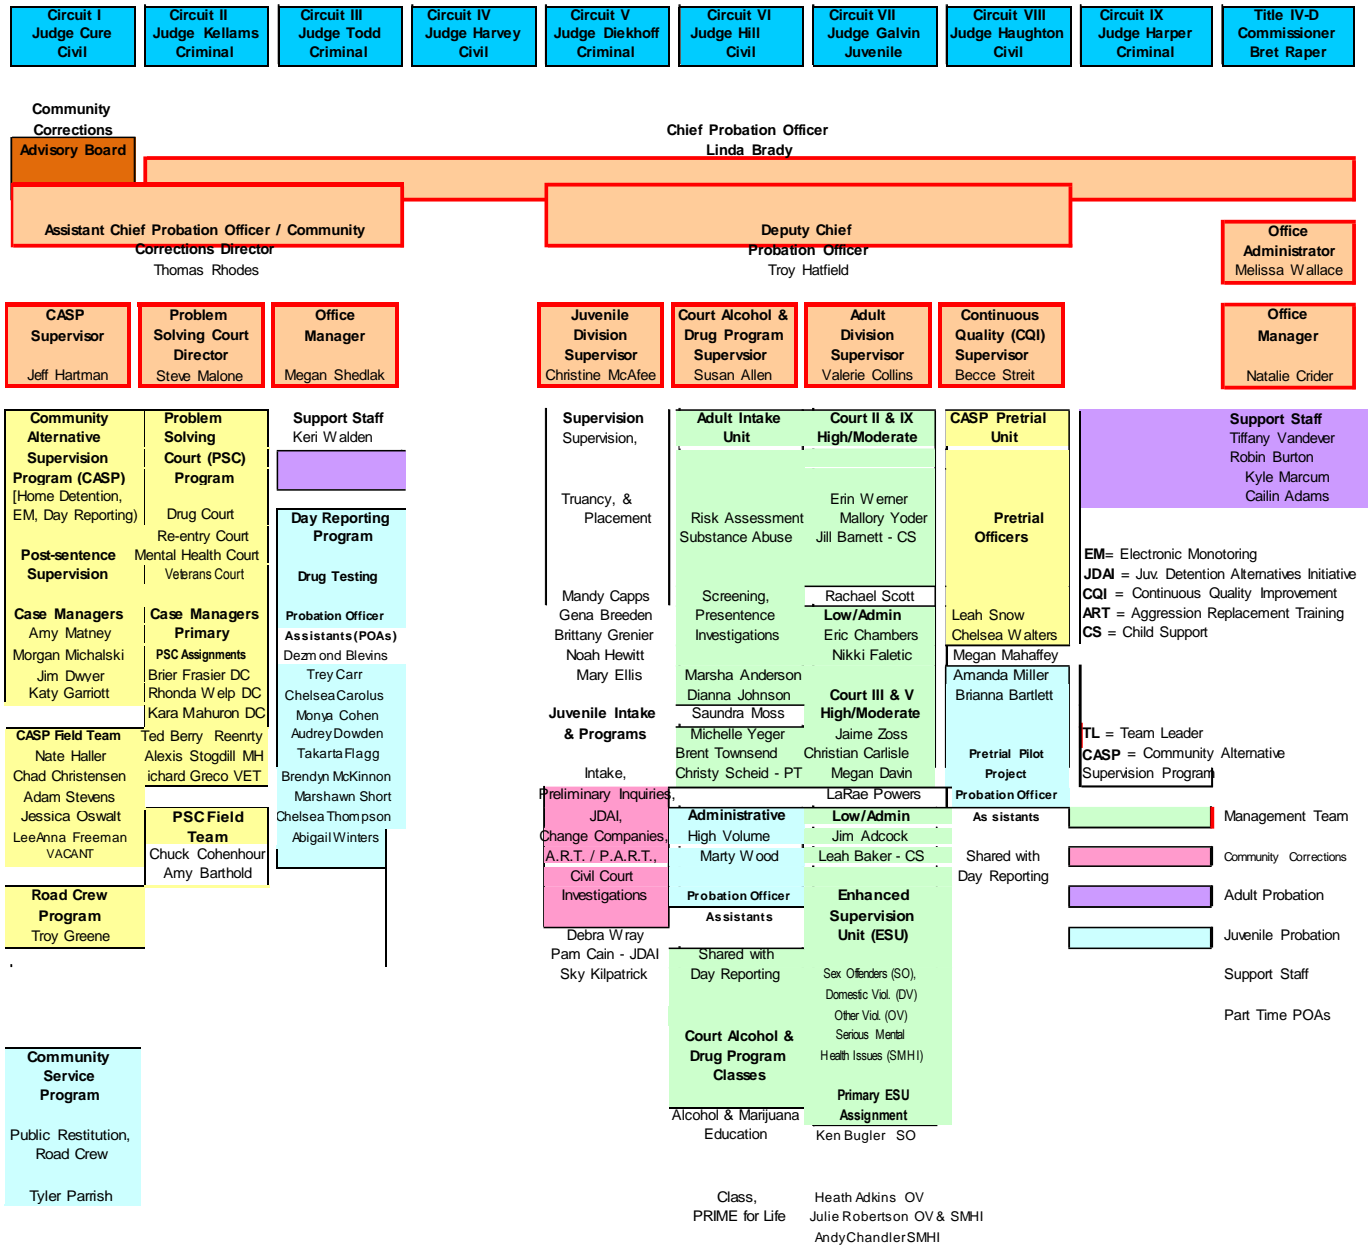 Circuit I
Judge Cure
Civil
Circuit II
Judge Kellams
Criminal
Circuit III
Judge Todd
Criminal
Circuit IV
Judge Harvey
Civil
Circuit V
Judge Diekhoff
Criminal
Circuit VI
Judge Hill
Civil
Circuit VII
Judge Galvin
Juvenile
Circuit VIII
Judge Haughton
Civil
Circuit IX
Judge Harper
Criminal
Title IV-D
Commissioner
Bret Raper
Community
Corrections
Advisory Board
Chief Probation Officer
Linda Brady
Assistant Chief Probation Officer / Community
Corrections Director
Thomas Rhodes
Deputy Chief
Probation Officer
Troy Hatfield
Office
Administrator
Melissa Wallace
CASP
Supervisor
Jeff Hartman
Problem
Solving Court
Director
Steve Malone
Office
Manager
Megan Shedlak
Juvenile
Division
Supervisor
Christine McAfee
Court Alcohol &
Drug Program
Supervsior
Susan Allen
Adult
Division
Supervisor
Valerie Collins
Continuous
Quality (CQI)
Supervisor
Becce Streit
Office
Manager
Natalie Crider
Community
Alternative
Supervision
Program (CASP)
[Home Detention,
EM, Day Reporting)
Post-sentence
Supervision
Case Managers
Amy Matney
Morgan Michalski
Jim Dwyer
Katy Garriott
CASP Field Team
Nate Haller
Chad Christensen
Adam Stevens
Jessica Oswalt
LeeAnna Freeman
VACANT
Road Crew
Program
Troy Greene
Community
Service
Program
Public Restitution,
Road Crew
Tyler Parrish
Problem
Solving
Court (PSC)
Program
Drug Court
Re-entry Court
Mental Health Court
Veterans Court
Case Managers
Primary
PSC Assignments
Brier Frasier DC
Rhonda Welp DC
Kara Mahuron DC
Ted Berry Reenrty
Alexis Stogdill MH
ichard Greco VET
PSC Field
Team
Chuck Cohenhour
Amy Barthold
Support Staff
Keri Walden
Day Reporting
Program
Drug Testing
Probation Officer
Assistants (POAs)
Dezmond Blevins
Trey Carr
Chelsea Carolus
Monya Cohen
Audrey Dowden
Takarta Flagg
Brendyn McKinnon
Marshawn Short
Chelsea Thompson
Abigail Winters
Supervision
Supervision,
Truancy, &
Placement
Mandy Capps
Gena Breeden
Brittany Grenier
Noah Hewitt
Mary Ellis
Juvenile Intake
& Programs
Intake,
Preliminary Inquiries,
JDAI,
Change Companies,
A.R.T. / P.A.R.T.,
Civil Court
Investigations
Debra Wray
Pam Cain - JDAI
Sky Kilpatrick
Adult Intake
Unit
Risk Assessment
Substance Abuse
Screening,
Presentence
Investigations
Marsha Anderson
Dianna Johnson
Saundra Moss
Michelle Yeger
Brent Townsend
Christy Scheid - PT
Administrative
High Volume
Marty Wood
Probation Officer
Assistants
Shared with
Day Reporting
Court Alcohol &
Drug Program
Classes
Alcohol & Marijuana
Education
Class,
PRIME for Life
Court II & IX
High/Moderate
Erin Werner
Mallory Yoder
Jill Barnett - CS
Rachael Scott
Low/Admin
Eric Chambers
Nikki Faletic
Court III & V
High/Moderate
Jaime Zoss
Christian Carlisle
Megan Davin
LaRae Powers
Low/Admin
Jim Adcock
Leah Baker - CS
Enhanced
Supervision
Unit (ESU)
Sex Offenders (SO),
Domestic Viol. (DV)
Other Viol. (OV)
Serious Mental
Health Issues (SMHI)
Primary ESU
Assignment
Ken Bugler SO
Heath Adkins OV
Julie Robertson OV & SMHI
Andy Chandler SMHI
CASP Pretrial
Unit
Pretrial
Officers
Leah Snow
Chelsea Walters
Megan Mahaffey
Amanda Miller
Brianna Bartlett
Pretrial Pilot
Project
Probation Officer
Assistants
Shared with
Day Reporting
Support Staff
Tiffany Vandever
Robin Burton
Kyle Marcum
Cailin Adams
EM= Electronic Monotoring
JDAI = Juv. Detention Alternatives Initiative
CQI = Continuous Quality Improvement
ART = Aggression Replacement Training
CS = Child Support
TL = Team Leader
CASP = Community Alternative
Supervision Program
Management Team
Community Corrections
Adult Probation
Juvenile Probation
Support Staff
Part Time POAs